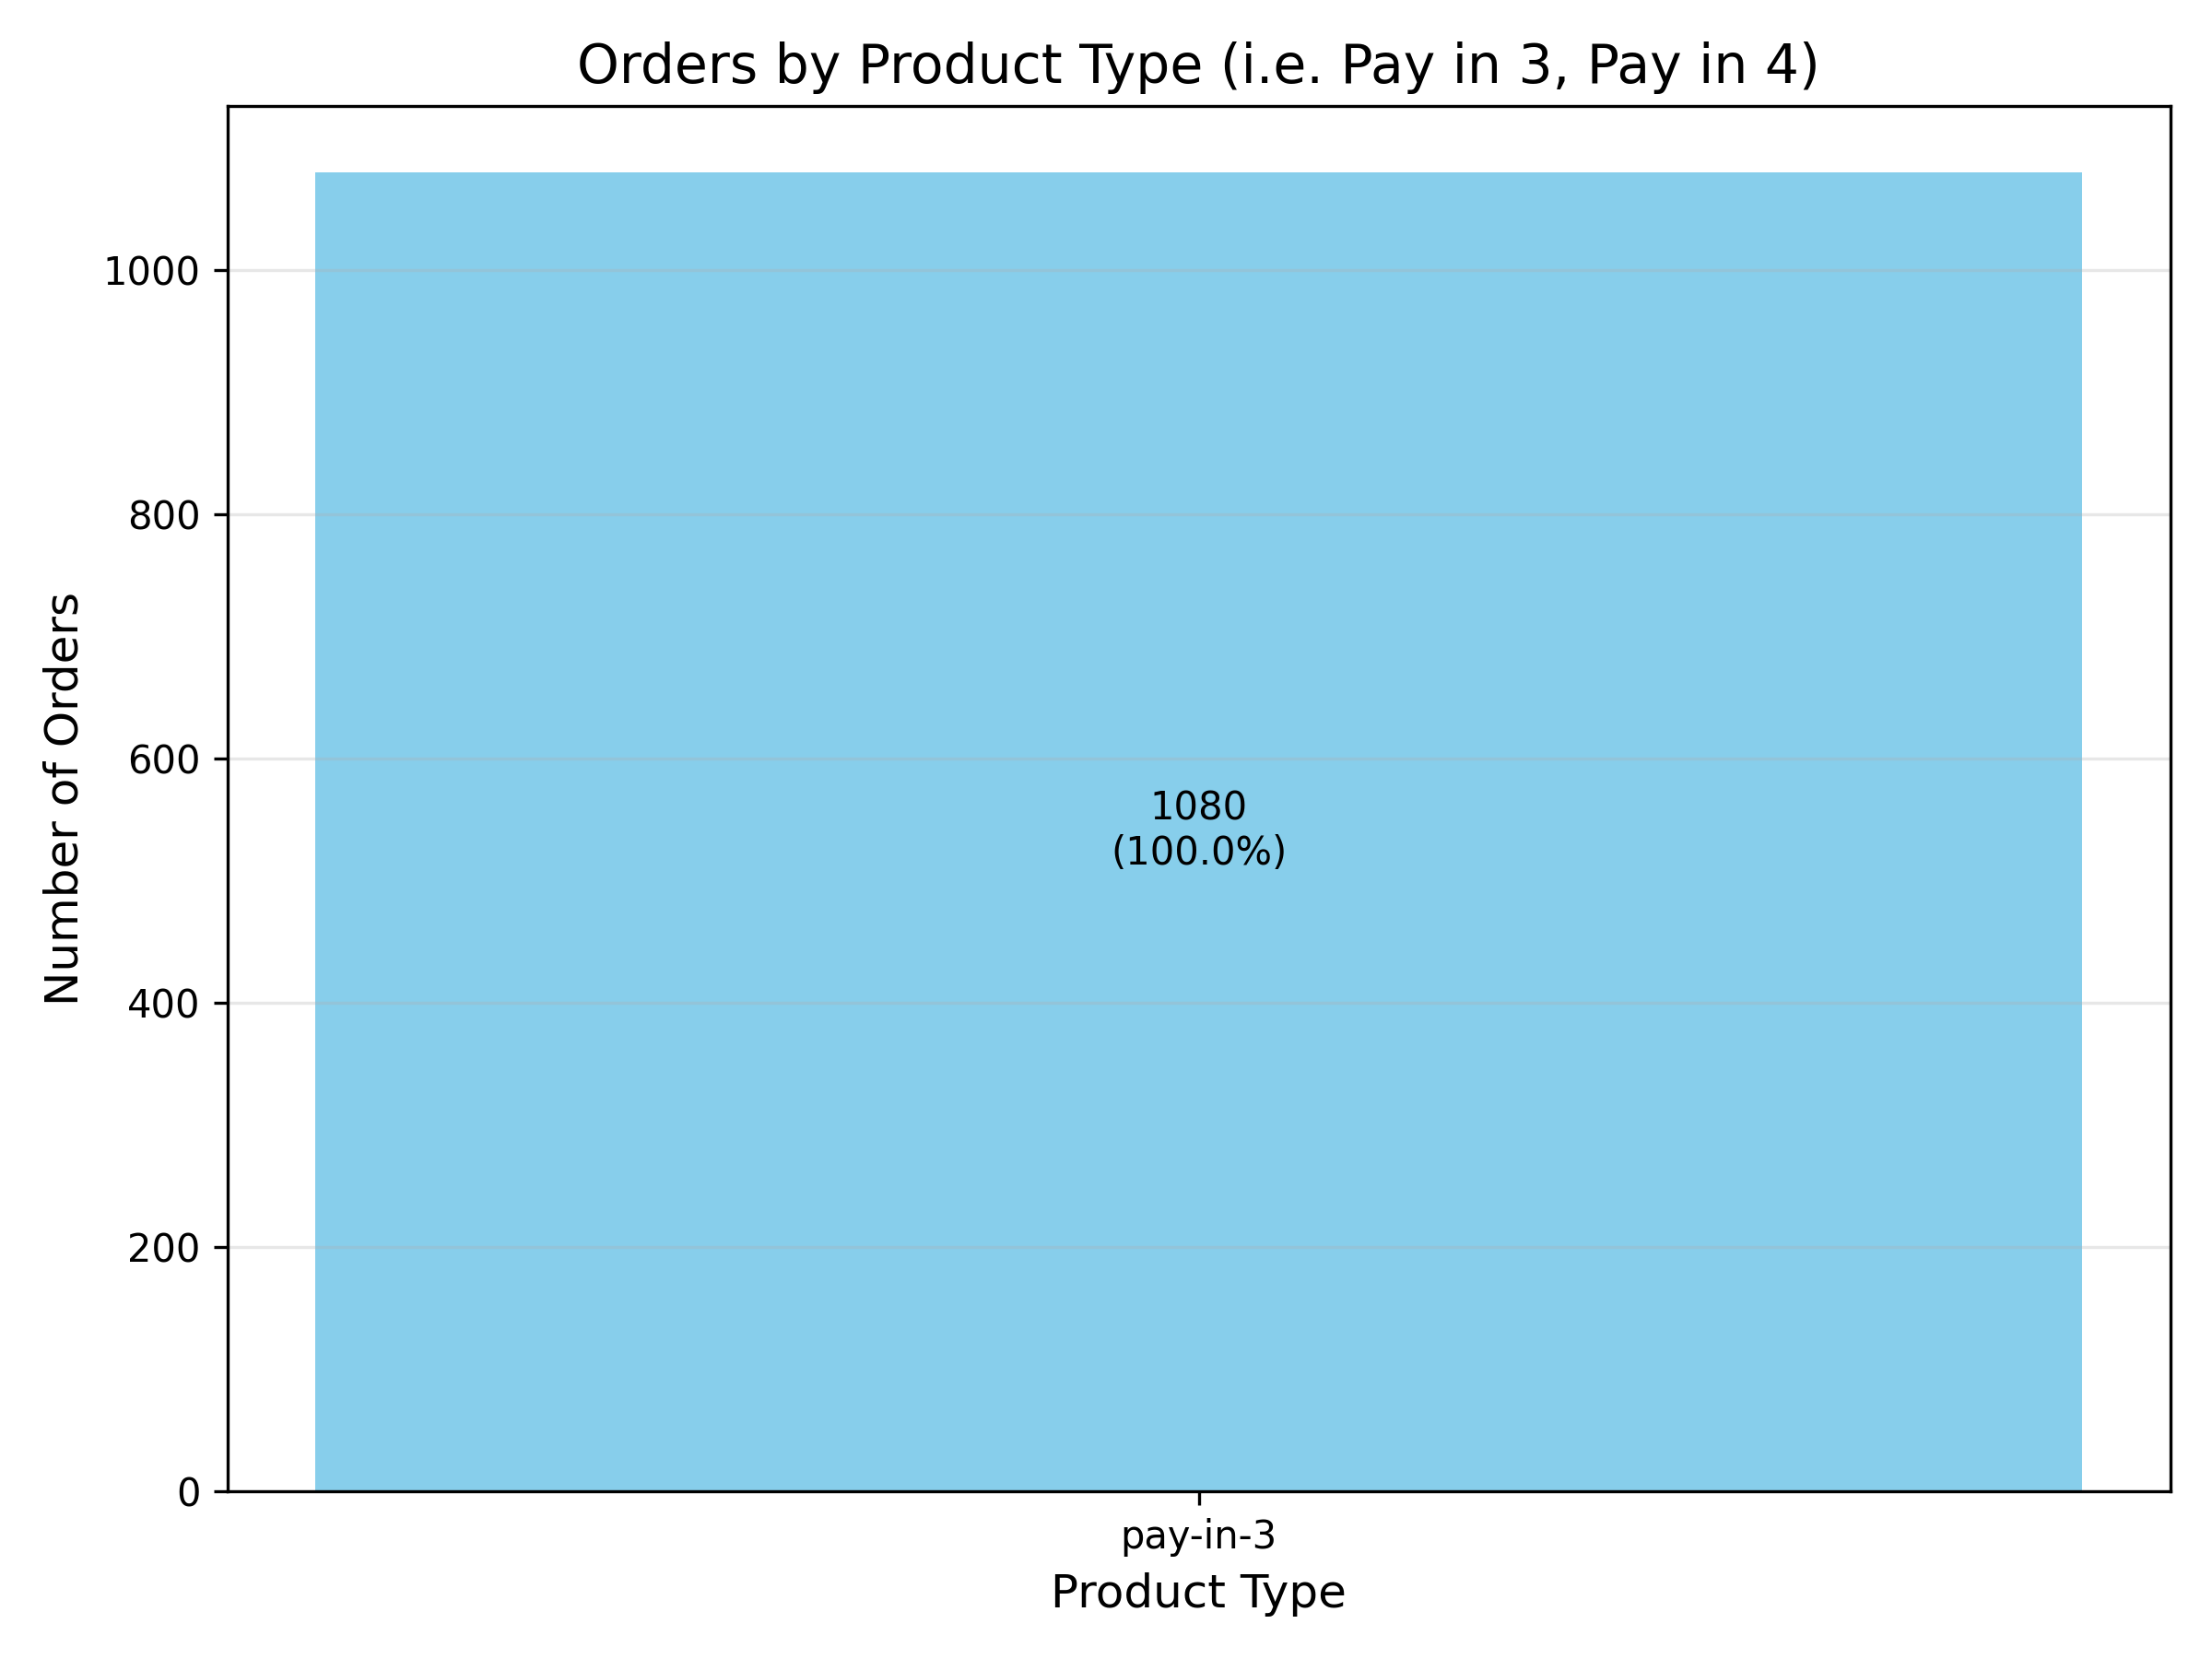 Orders by Product Type (i.e. Pay in 3, Pay in 4)
Number of Orders
1000
800
600
400
200
0
1080
(100.0%)
pay-in-3
Product Type